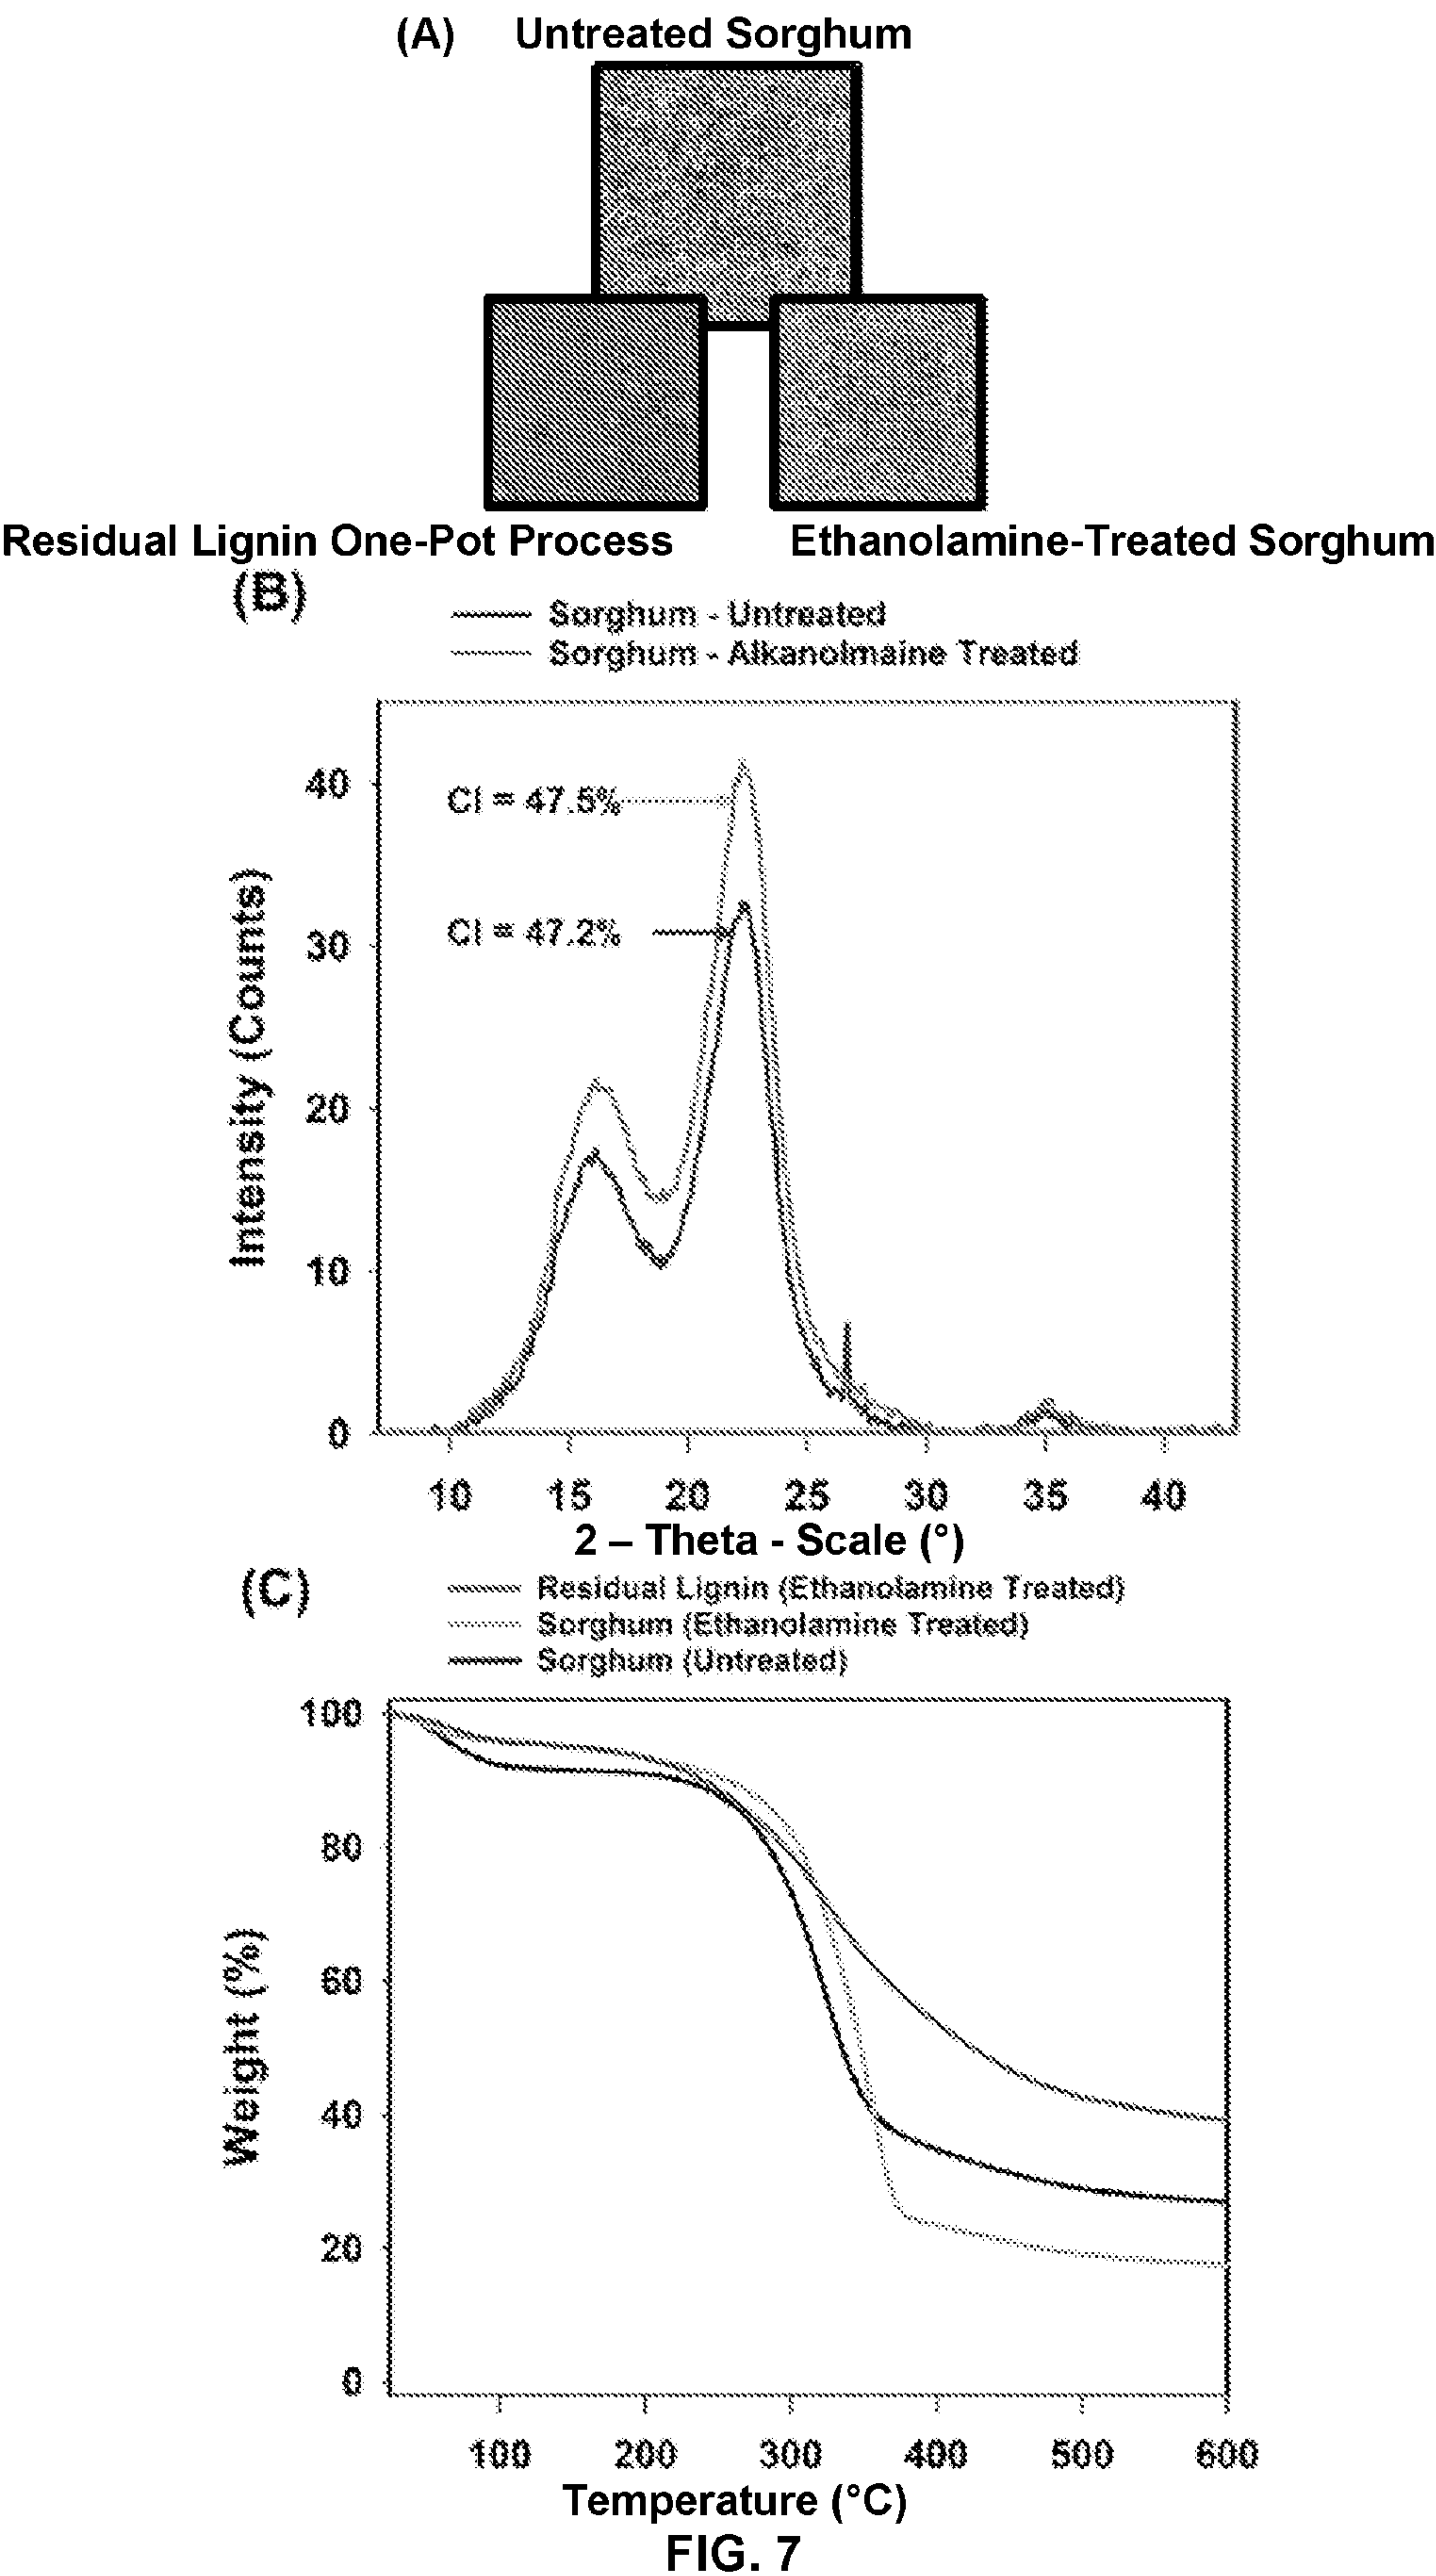 (A) Untreated Sorghum
Residual Lignin One-Pot Process
Ethanolamine-Treated Sorghum
(B)
Sorghum - Untreated
Sorghum - Alkanolmaine Treated
40
30
20
10
0
CI = 47.5%
CI = 47.2%
Intensity (Counts)
10 15 20 25 30 35 40
2 – Theta - Scale (°)
(C)
Residual Lignin (Ethanolamine Treated)
Sorghum (Ethanolamine Treated)
Sorghum (Untreated)
100
80
60
40
20
0
Weight (%)
100 200 300 400 500 600
Temperature (°C)
FIG. 7